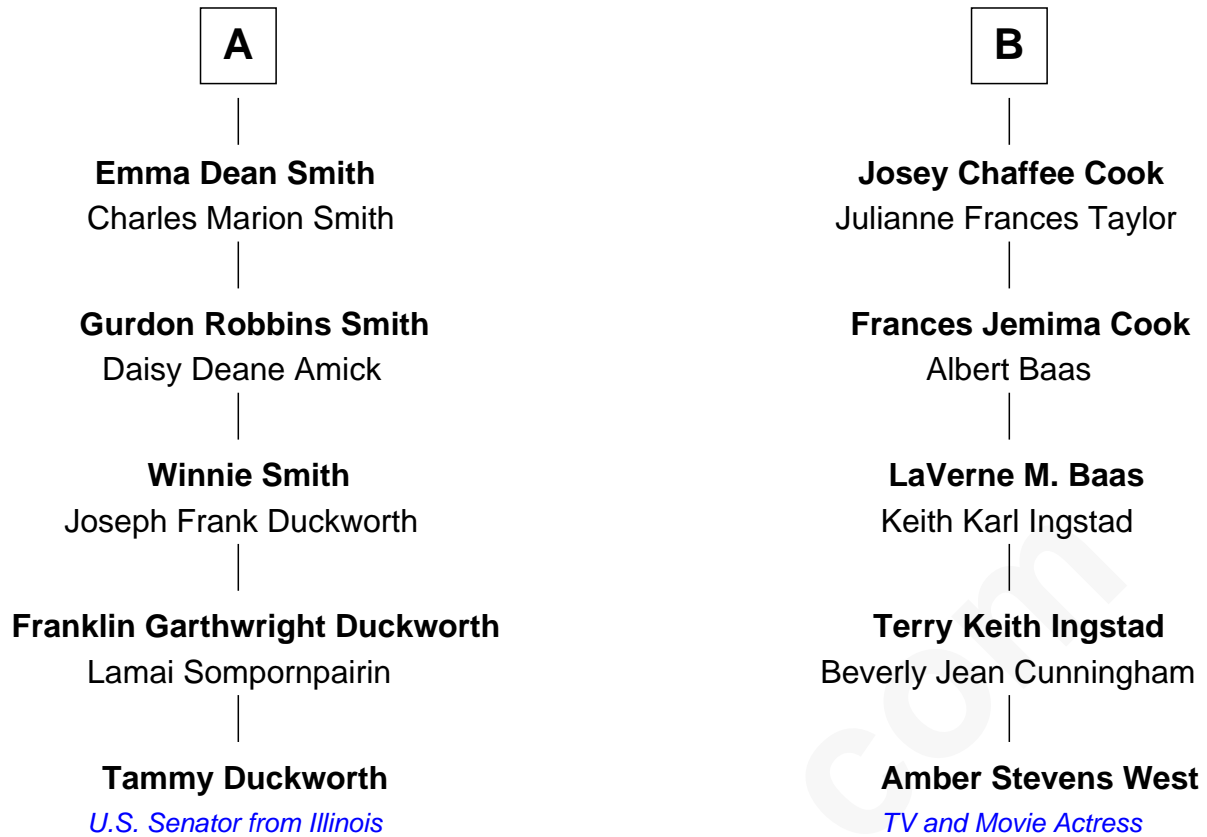 A
Emma Dean Smith
Charles Marion Smith
Gurdon Robbins Smith
Daisy Deane Amick
Winnie Smith
Joseph Frank Duckworth
Franklin Garthwright Duckworth
Lamai Sompornpairin
Tammy Duckworth
U.S. Senator from Illinois
B
Josey Chaffee Cook
Julianne Frances Taylor
Frances Jemima Cook
Albert Baas
LaVerne M. Baas
Keith Karl Ingstad
Terry Keith Ingstad
Beverly Jean Cunningham
Amber Stevens West
TV and Movie Actress
com